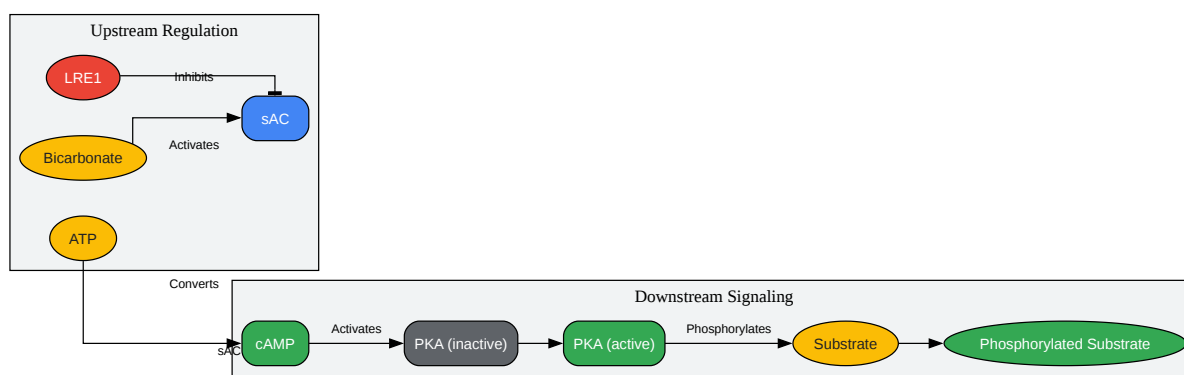 Upstream Regulation
LRE1
Inhibits
sAC
Activates
Bicarbonate
ATP
Converts
sAC
Downstream Signaling
cAMP
Activates
PKA (inactive)
PKA (active)
Phosphorylates
Substrate
Phosphorylated Substrate